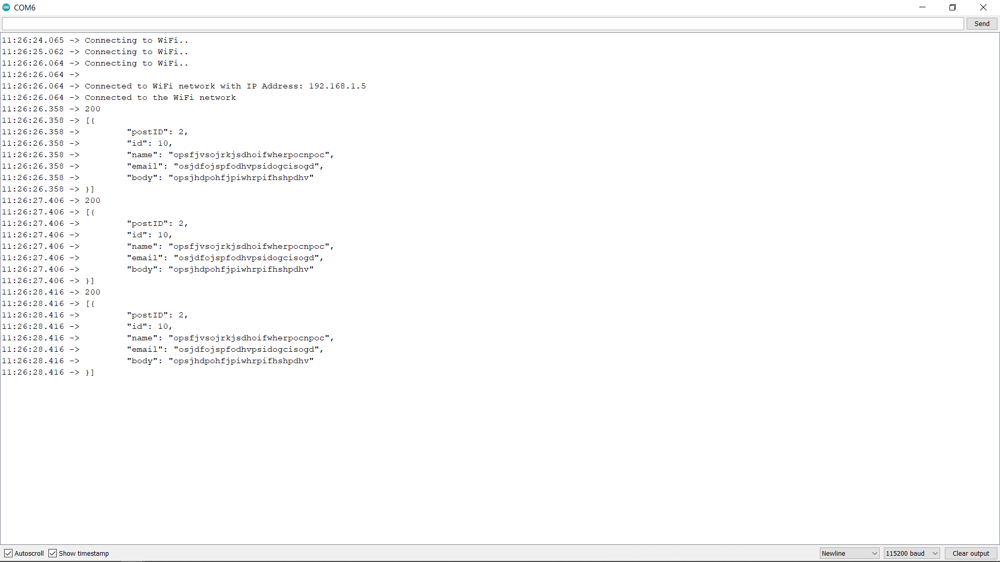 COM6
Send
11:26:24.065 -> Connecting to WiFi..
11:26:25.062 -> Connecting to WiFi..
11:26:26.064 -> Connecting to WiFi..
11:26:26.064 ->
11:26:26.064 -> Connected to WiFi network with IP Address: 192.168.1.5
11:26:26.064 -> Connected to the WiFi network
11:26:26.358 -> 200
11:26:26.358 -> [{
11:26:26.358 -> "postID": 2,
11:26:26.358 -> "id": 10,
11:26:26.358 -> "name": "opsfjvsojrkjsdhoifwherpocnpoc",
11:26:26.358 -> "email": "osjdfojspfodhvpsidogcisogd",
11:26:26.358 -> "body": "opsjhdpohfjpiwhrpifhshpdhv"
11:26:26.358 -> }]
11:26:27.406 -> 200
11:26:27.406 -> [{
11:26:27.406 -> "postID": 2,
11:26:27.406 -> "id": 10,
11:26:27.406 -> "name": "opsfjvsojrkjsdhoifwherpocnpoc",
11:26:27.406 -> "email": "osjdfojspfodhvpsidogcisogd",
11:26:27.406 -> "body": "opsjhdpohfjpiwhrpifhshpdhv"
11:26:27.406 -> }]
11:26:28.416 -> 200
11:26:28.416 -> [{
11:26:28.416 -> "postID": 2,
11:26:28.416 -> "id": 10,
11:26:28.416 -> "name": "opsfjvsojrkjsdhoifwherpocnpoc",
11:26:28.416 -> "email": "osjdfojspfodhvpsidogcisogd",
11:26:28.416 -> "body": "opsjhdpohfjpiwhrpifhshpdhv"
11:26:28.416 -> }]
Autoscroll Show timestamp Newline 115200 baud Clear output